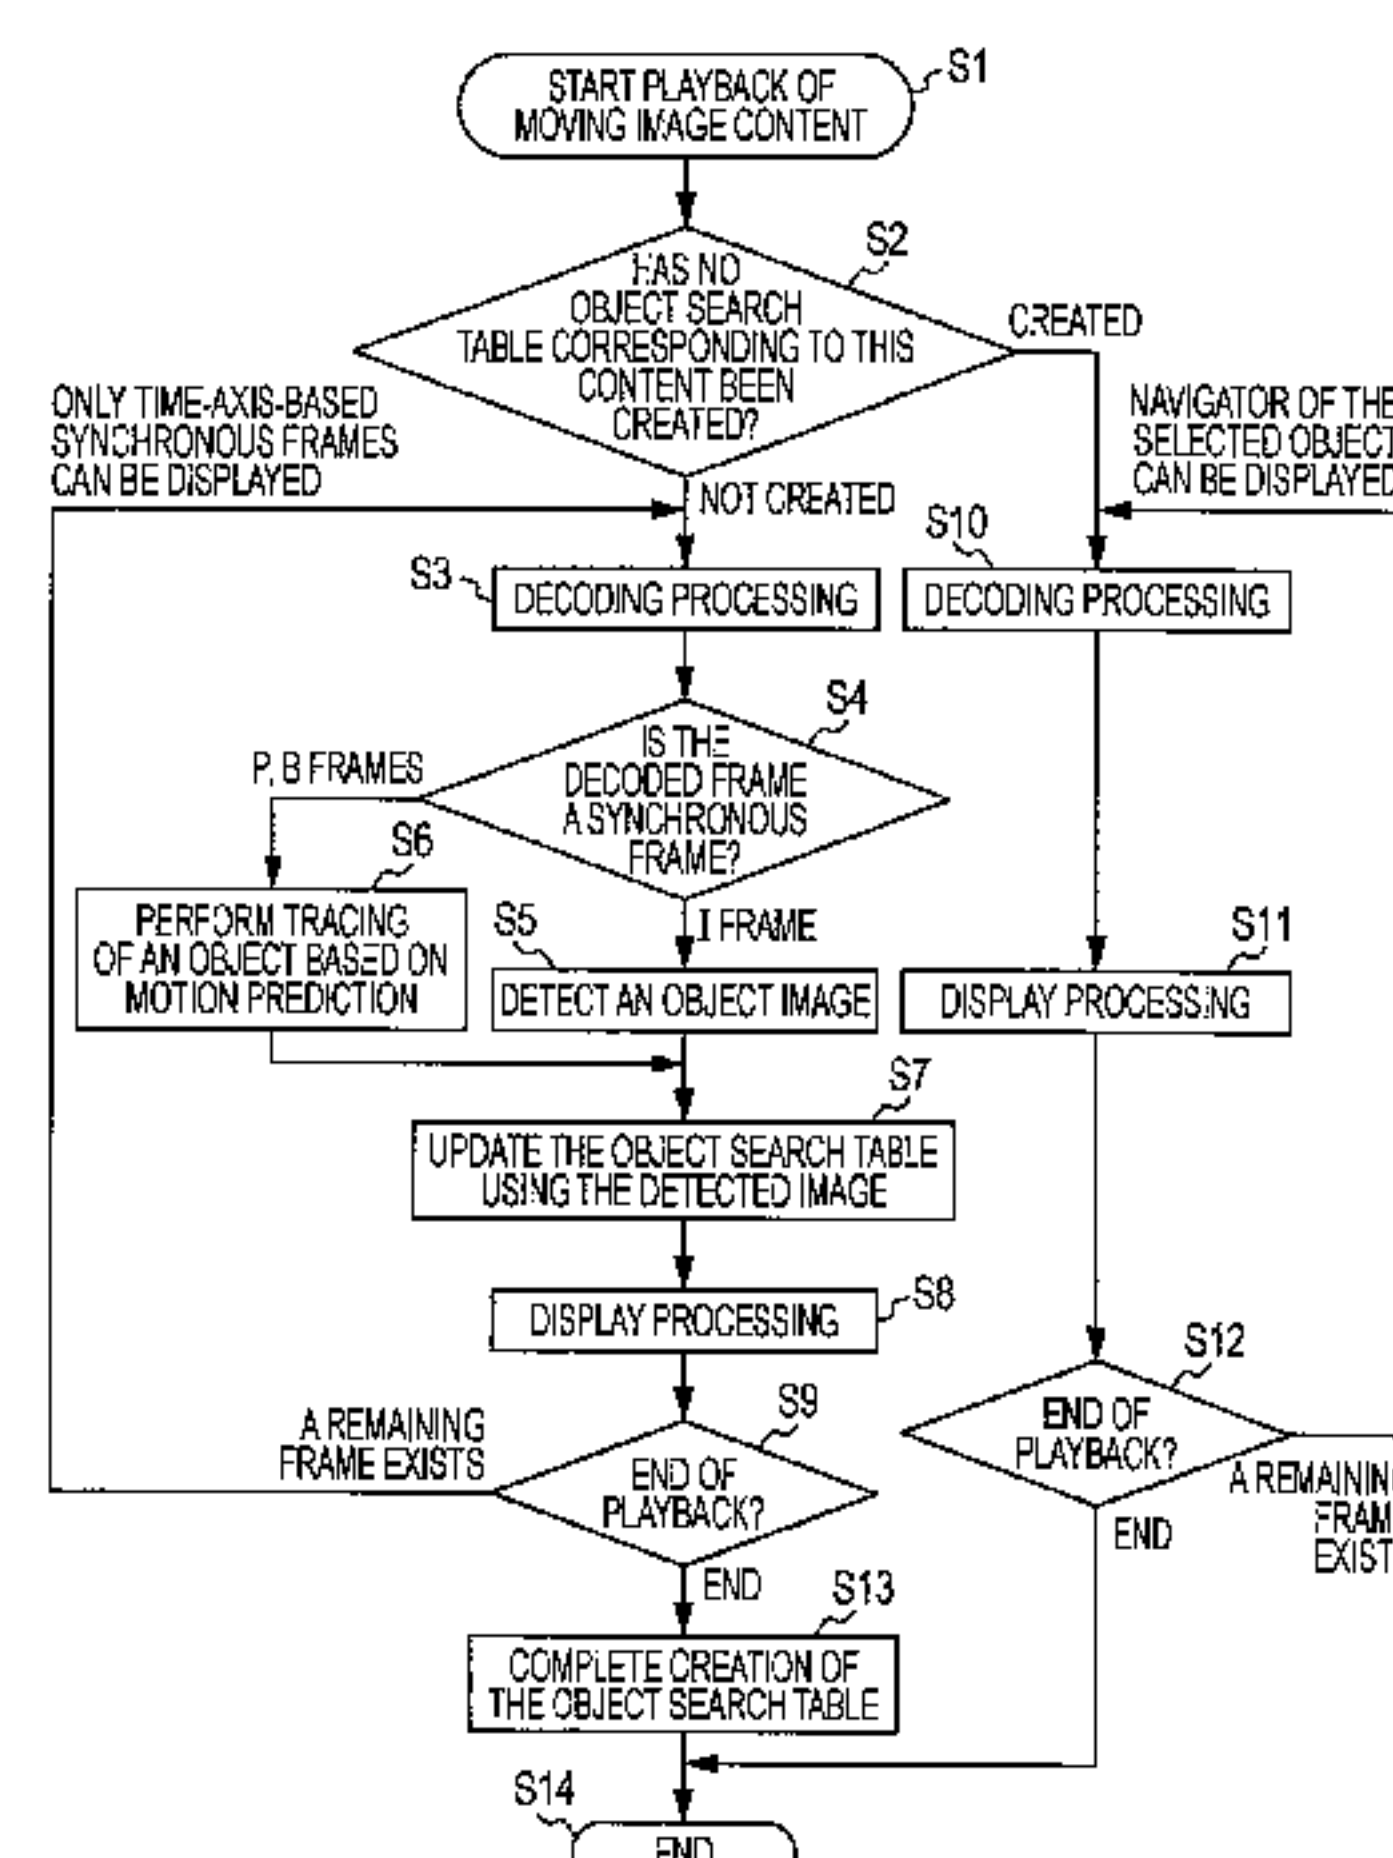 S1
START PLAYBACK OF
MOVING IMAGE CONTENT
S2
HAS NO
OBJECT SEARCH
TABLE CORRESPONDING TO THIS
CONTENT BEEN
CREATED?
CREATED
ONLY TIME-AXIS-BASED
SYNCHRONOUS FRAMES
CAN BE DISPLAYED
NAVIGATOR OF THE
SELECTED OBJECT
CAN BE DISPLAYED
NOT CREATED
S3
DECODING PROCESSING
S10
DECODING PROCESSING
S4
IS THE
DECODED FRAME
A SYNCHRONOUS
FRAME?
P, B FRAMES
S6
PERFORM TRACING
OF AN OBJECT BASED ON
MOTION PREDICTION
I FRAME
S5
DETECT AN OBJECT IMAGE
S11
DISPLAY PROCESSING
S7
UPDATE THE OBJECT SEARCH TABLE
USING THE DETECTED IMAGE
S8
DISPLAY PROCESSING
S9
END OF
PLAYBACK?
A REMAINING
FRAME EXISTS
S12
END OF
PLAYBACK?
A REMAININ
FRAM
EXIST
END
END
S13
COMPLETE CREATION OF
THE OBJECT SEARCH TABLE
S14
END